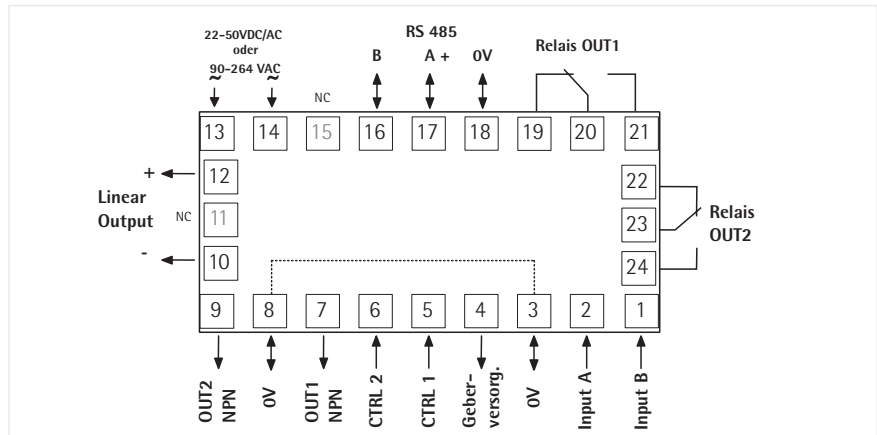 22-50VDC/AC
oder
90-264 VAC
~ ~
RS 485
B A + 0V
Relais OUT1
NC
13 14 15 16 17 18 19 20 21
+
12
Linear
Output
NC
11
-
10
22
23
24
Relais
OUT2
9 8 7 6 5 4 3 2 1
OUT2
NPN
0V
OUT1
NPN
CTRL 2
CTRL 1
Geber-
versorg.
0V
Input A
Input B